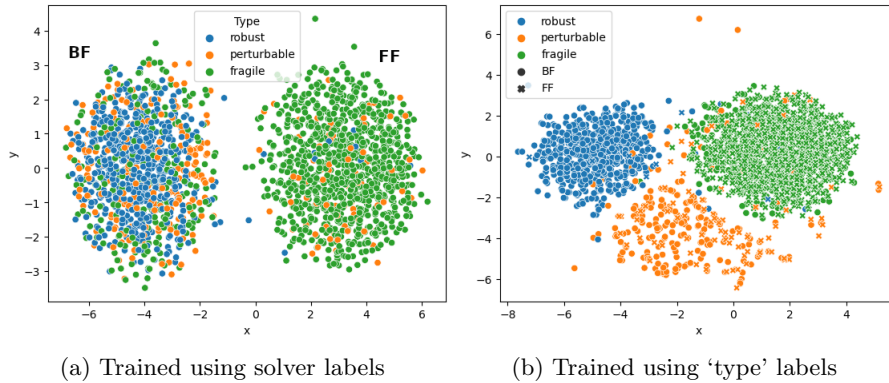 BF
FF
Type
robust
perturbable
fragile
4
3
2
1
0
−1
−2
−3
y
−6
−4
−2
0
2
4
6
x
robust
perturbable
fragile
BF
FF
6
4
2
0
−2
−4
−6
y
−6
−4
−2
0
2
4
x
(a) Trained using solver labels
(b) Trained using ‘type’ labels